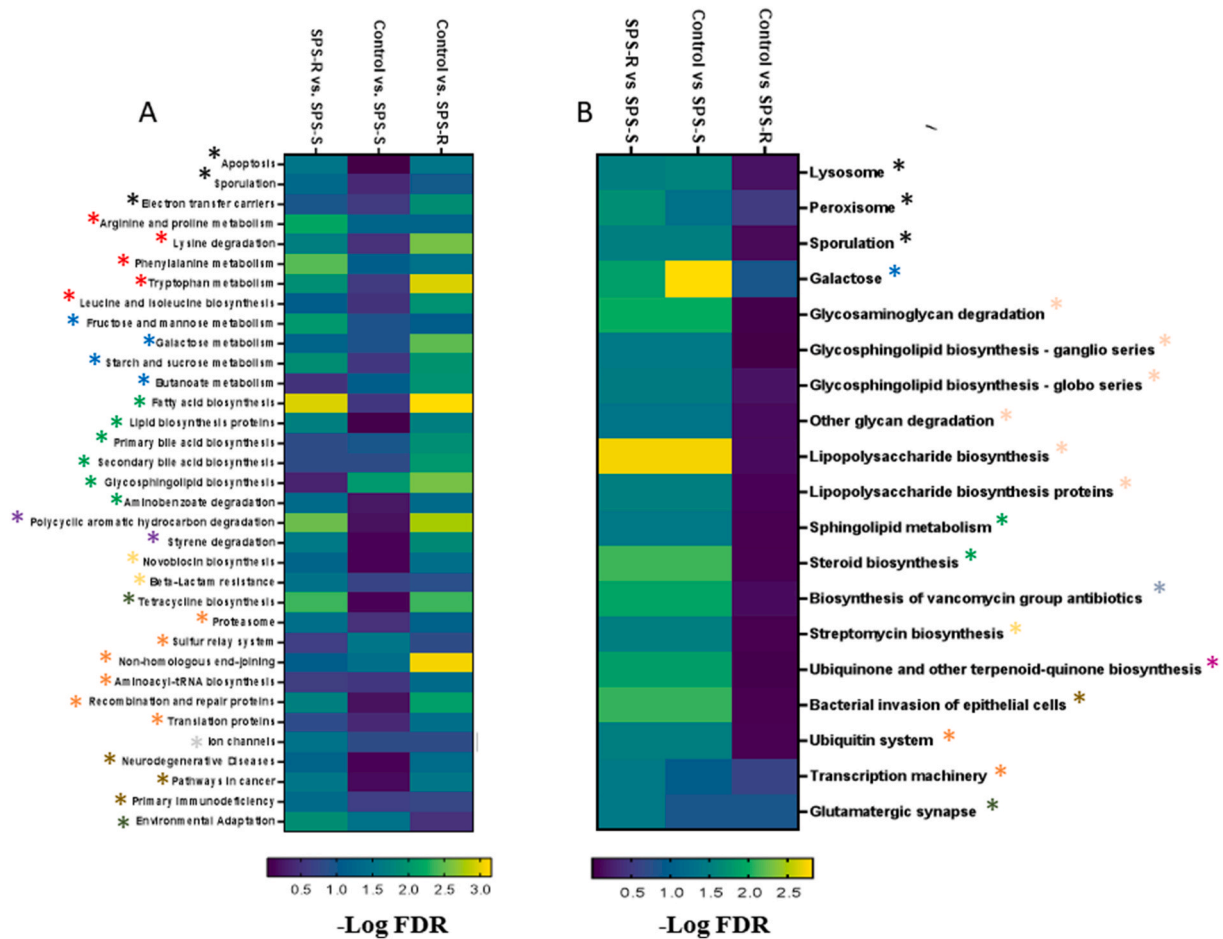 A
SPS-R vs. SPS-S
Control vs. SPS-S
Control vs. SPS-R
* Apoptosis
* Sporulation
* Electron transfer carriers
* Arginine and proline metabolism
* Lysine degradation
* Phenylalanine metabolism
* Tryptophan metabolism
* Leucine and isoleucine biosynthesis
* Fructose and mannose metabolism
* Galactose metabolism
* Starch and sucrose metabolism
* Butanoate metabolism
* Fatty acid biosynthesis
* Lipid biosynthesis proteins
* Primary bile acid biosynthesis
* Secondary bile acid biosynthesis
* Glycosphingolipid biosynthesis
* Aminobenzoate degradation
* Polycyclic aromatic hydrocarbon degradation
* Styrene degradation
* Novobiocin biosynthesis
* Beta-Lactam resistance
* Tetracycline biosynthesis
* Proteasome
* Sulfur relay system
* Non-homologous end-joining
* Aminoacyl-tRNA biosynthesis
* Recombination and repair proteins
* Translation proteins
* Ion channels
* Neurodegenerative Diseases
* Pathways in cancer
* Primary immunodeficiency
* Environmental Adaptation
0.5 1.0 1.5 2.0 2.5 3.0
-Log FDR
B
SPS-R vs SPS-S
Control vs SPS-S
Control vs SPS-R
Lysosome *
Peroxisome *
Sporulation *
Galactose *
Glycosaminoglycan degradation *
Glycosphingolipid biosynthesis - ganglio series *
Glycosphingolipid biosynthesis - globo series *
Other glycan degradation *
Lipopolysaccharide biosynthesis *
Lipopolysaccharide biosynthesis proteins *
Sphingolipid metabolism *
Steroid biosynthesis *
Biosynthesis of vancomycin group antibiotics *
Streptomycin biosynthesis *
Ubiquinone and other terpenoid-quinone biosynthesis *
Bacterial invasion of epithelial cells *
Ubiquitin system *
Transcription machinery *
Glutamatergic synapse *
0.5 1.0 1.5 2.0 2.5
-Log FDR